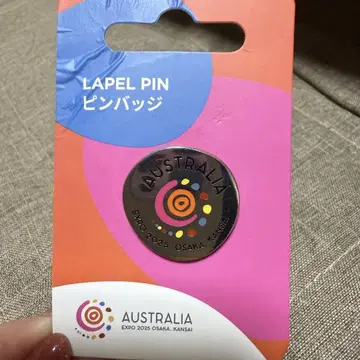 LAPEL PIN
ピンバッジ
AUSTRALIA
EXPO 2025 OSAKA, KANSAI
AUSTRALIA
EXPO 2025 OSAKA, KANSAI